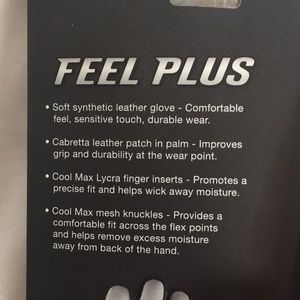 FEEL PLUS
• Soft synthetic leather glove - Comfortable
feel, sensitive touch, durable wear.
• Cabretta leather patch in palm - Improves
grip and durability at the wear point.
• Cool Max Lycra finger inserts - Promotes a
precise fit and helps wick away moisture.
• Cool Max mesh knuckles - Provides a
comfortable fit across the flex points
and helps remove excess moisture
away from back of the hand.